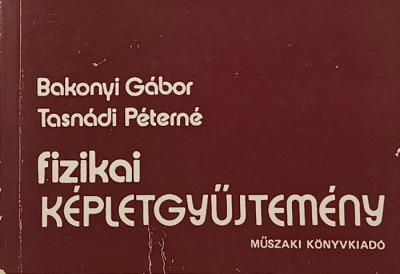 Bakonyi Gábor
Tasnádi Péterné
fizikai
KÉPLETGYŰJTEMÉNY
MŰSZAKI KÖNYVKIADÓ